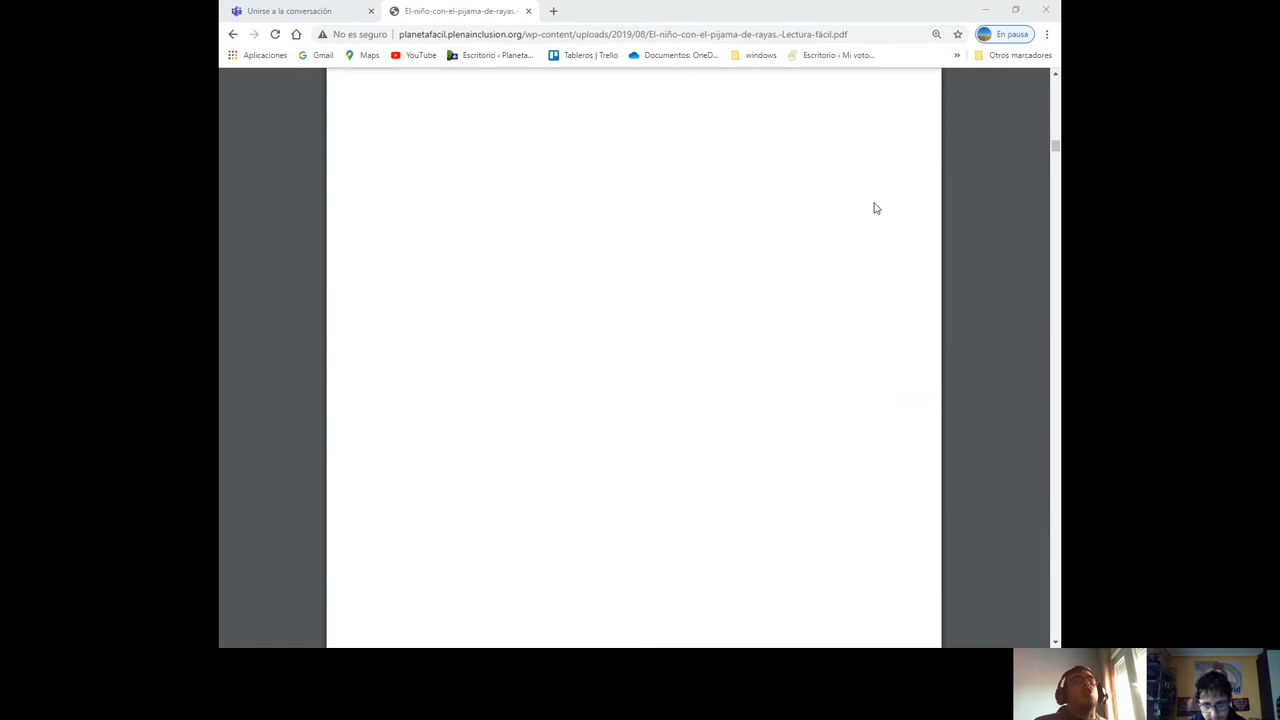 Unirse a la conversación
El-niño-con-el-pijama-de-rayas.
No es seguro
planetafacil.plenainclusion.org/wp-content/uploads/2019/08/El-niño-con-el-pijama-de-rayas.-Lectura-fácil.pdf
En pausa
Aplicaciones
Gmail
Maps
YouTube
Escritorio ‹ Planeta...
Tableros | Trello
Documentos: OneD...
windows
Escritorio ‹ Mi voto...
»
Otros marcadores